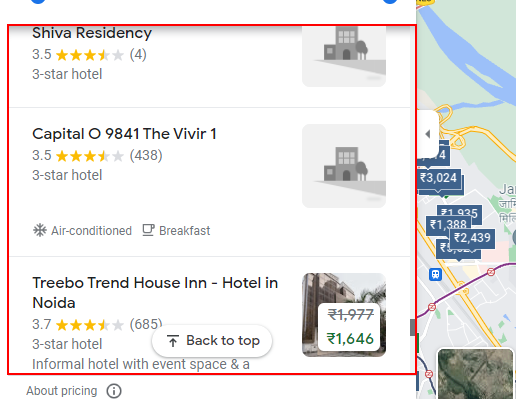 Shiva Residency
3.5 (4)
3-star hotel
Capital O 9841 The Vivir 1
3.5 (438)
3-star hotel
Air-conditioned Breakfast
Treebo Trend House Inn - Hotel in
Noida
3.7 (685)
3-star hotel
Informal hotel with event space & a
₹1,977
₹1,646
Back to top
About pricing
₹3,024
₹1,935
₹1,388
₹2,439